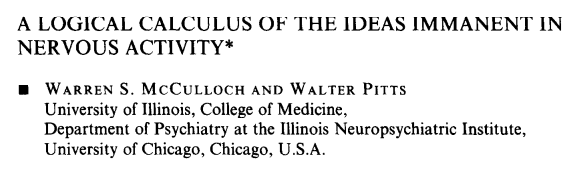 A LOGICAL CALCULUS OF THE IDEAS IMMANENT IN
NERVOUS ACTIVITY*
■ WARREN S. MCCULLOCH AND WALTER PITTS
University of Illinois, College of Medicine,
Department of Psychiatry at the Illinois Neuropsychiatric Institute,
University of Chicago, Chicago, U.S.A.